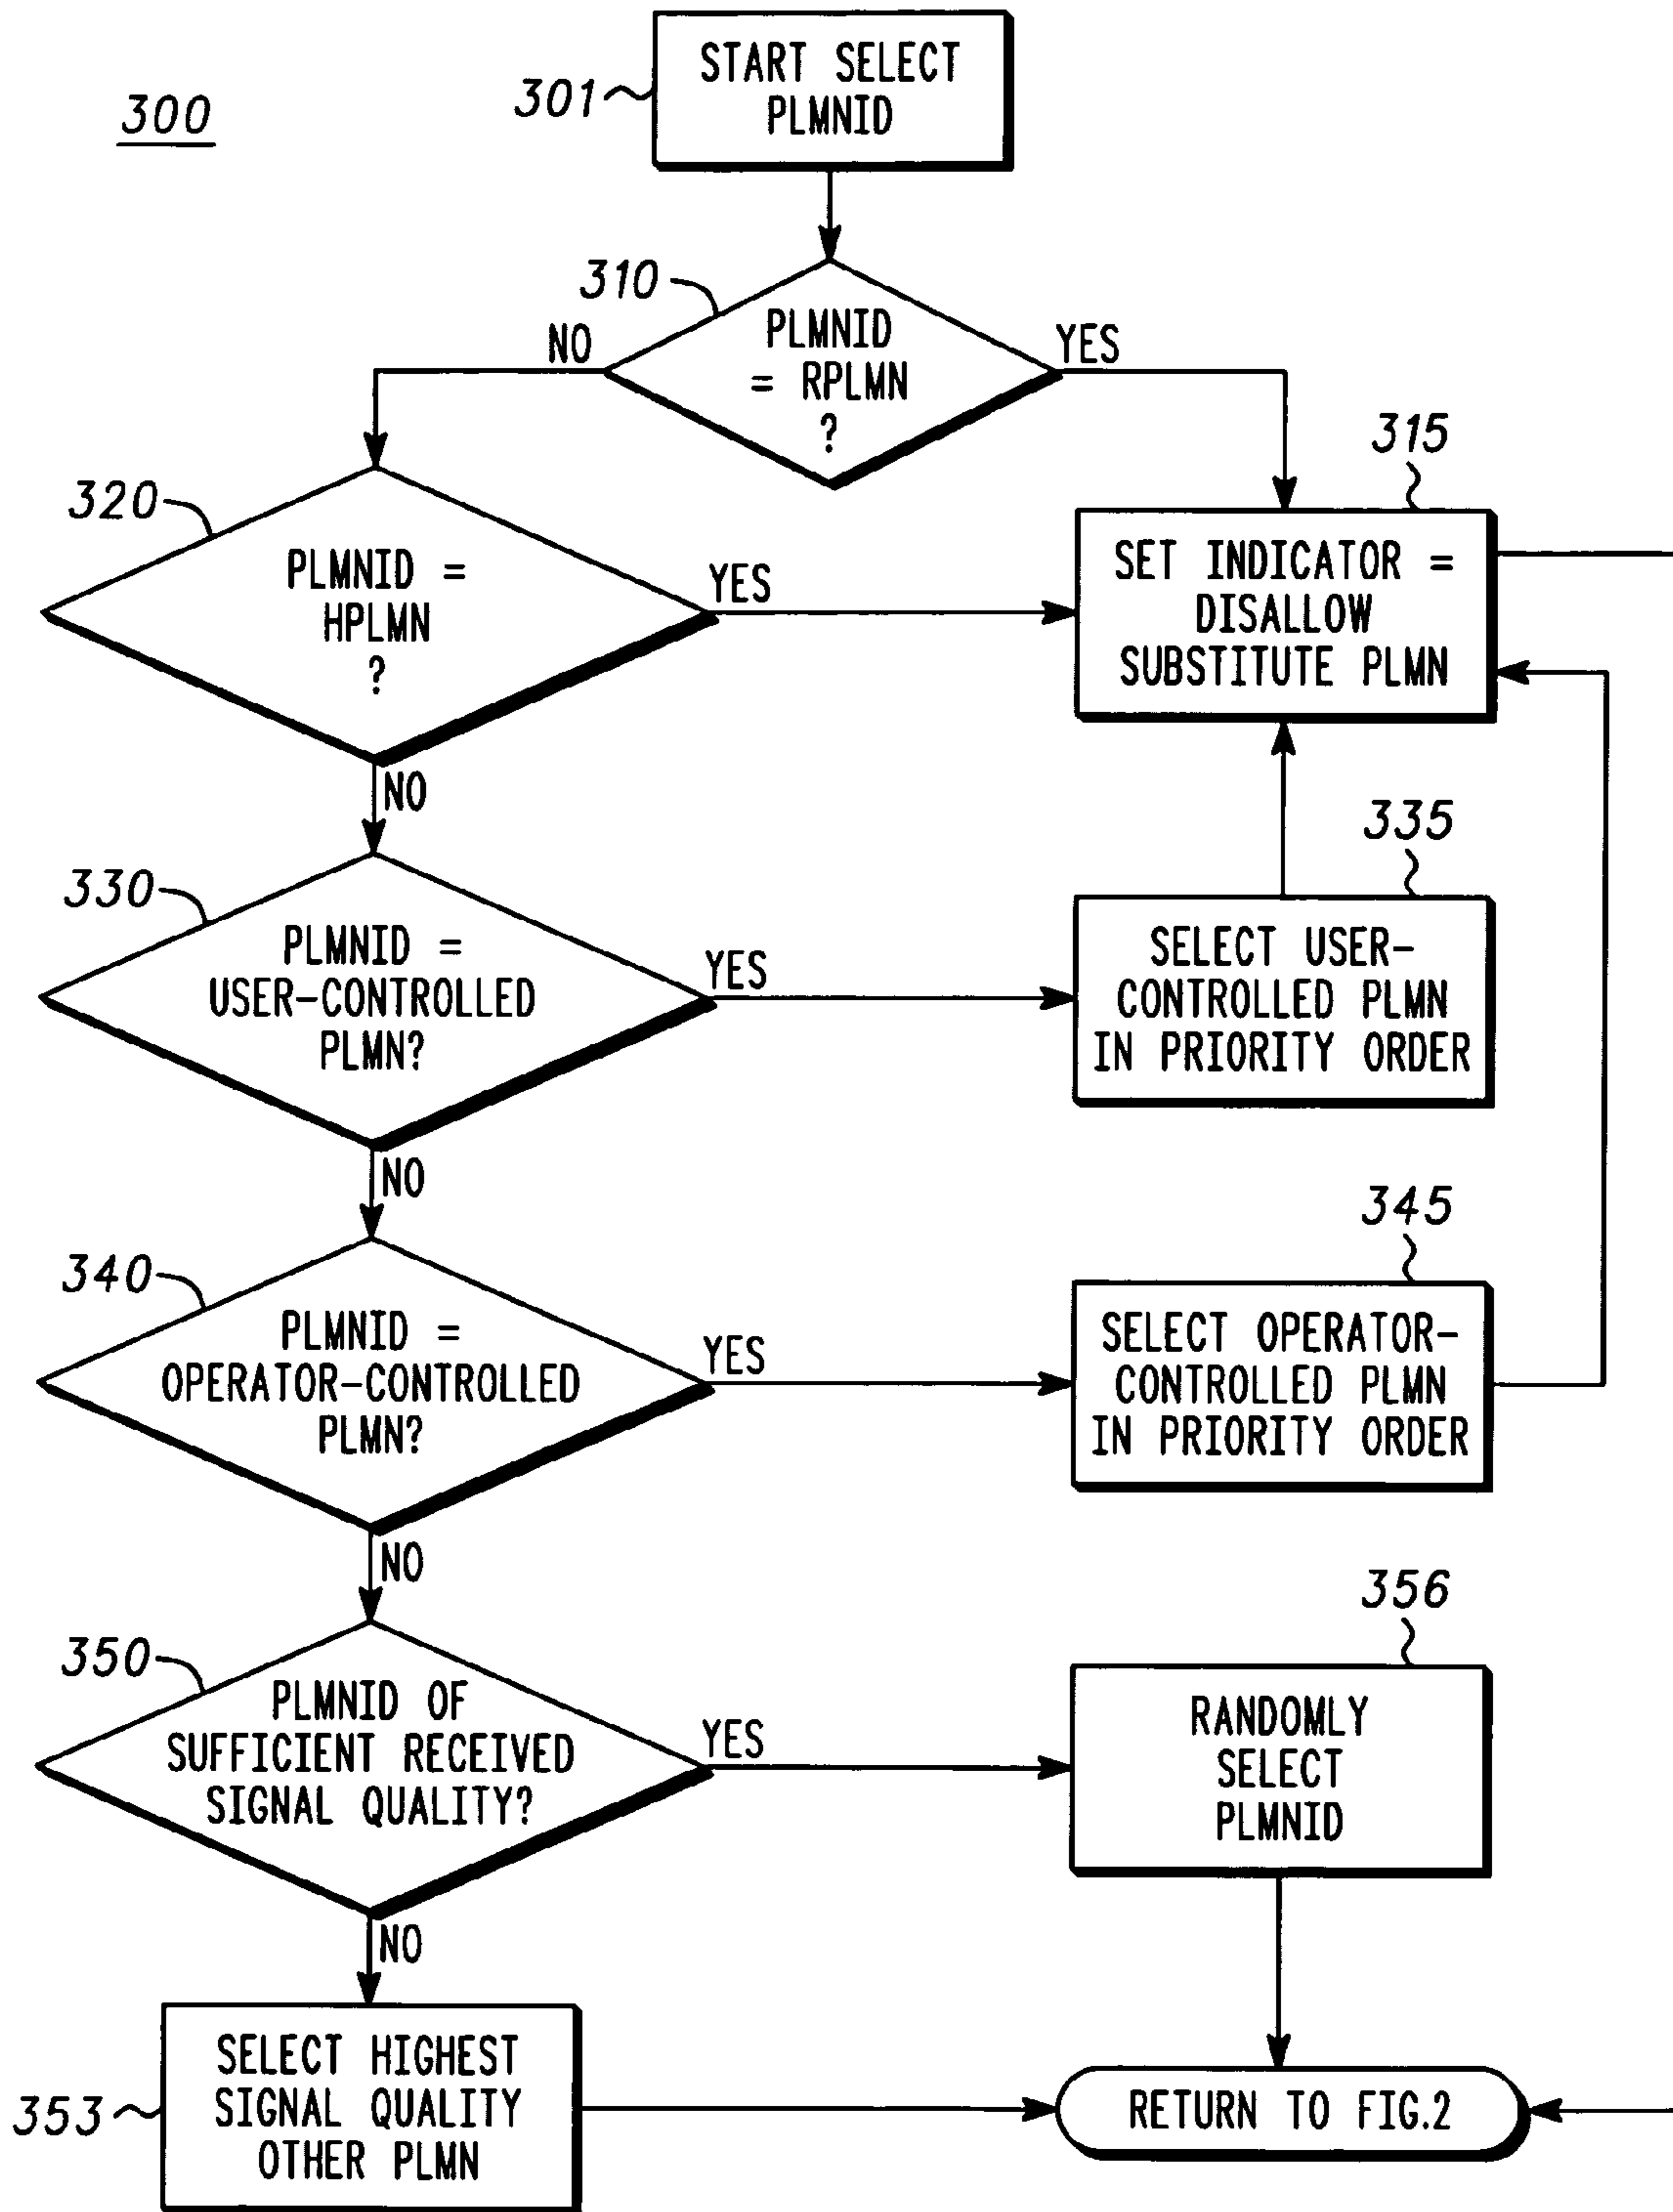 300
301
START SELECT
PLMNID
310
PLMNID
= RPLMN
?
NO
YES
315
SET INDICATOR =
DISALLOW
SUBSTITUTE PLMN
320
PLMNID =
HPLMN
?
YES
NO
330
PLMNID =
USER-CONTROLLED
PLMN?
YES
NO
335
SELECT USER-
CONTROLLED PLMN
IN PRIORITY ORDER
340
PLMNID =
OPERATOR-CONTROLLED
PLMN?
YES
NO
345
SELECT OPERATOR-
CONTROLLED PLMN
IN PRIORITY ORDER
350
PLMNID OF
SUFFICIENT RECEIVED
SIGNAL QUALITY?
YES
NO
356
RANDOMLY
SELECT
PLMNID
353
SELECT HIGHEST
SIGNAL QUALITY
OTHER PLMN
RETURN TO FIG.2